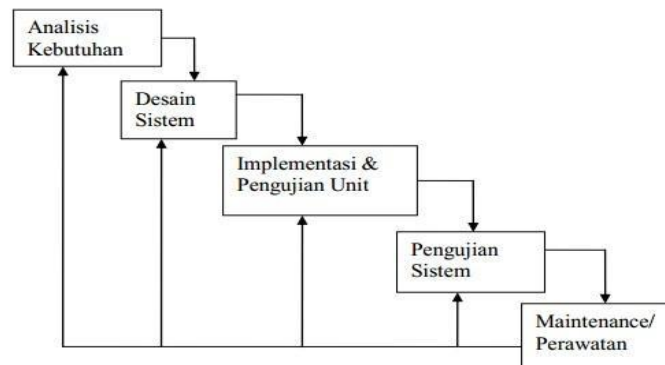 Analisis
Kebutuhan
Desain
Sistem
Implementasi &
Pengujian Unit
Pengujian
Sistem
Maintenance/
Perawatan